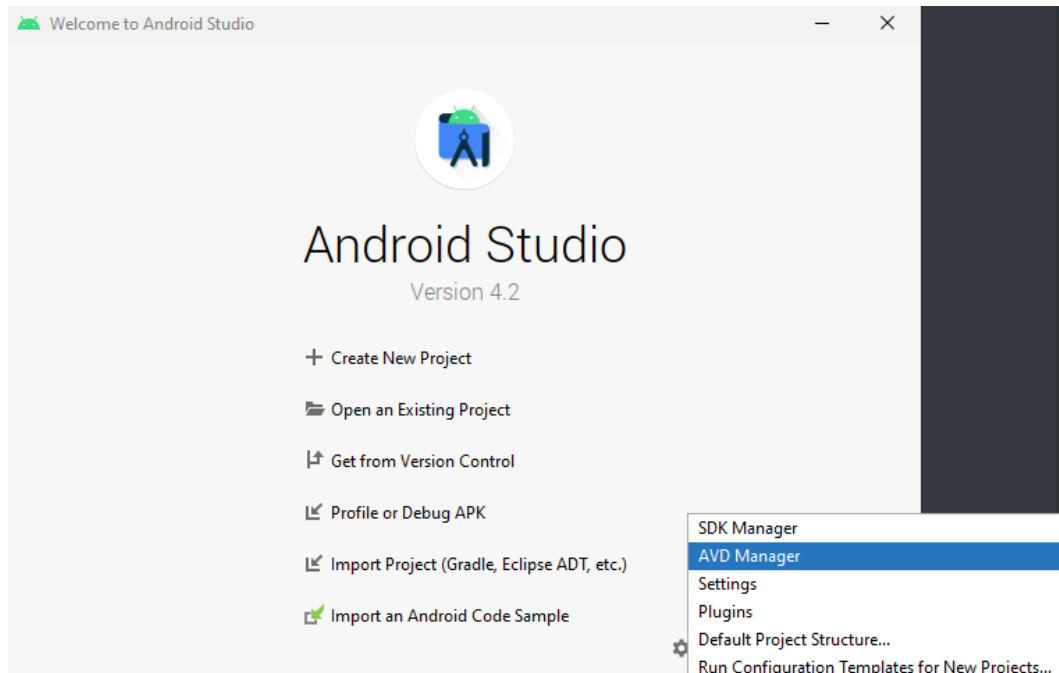 Welcome to Android Studio
Android Studio
Version 4.2
Create New Project
Open an Existing Project
Get from Version Control
Profile or Debug APK
Import Project (Gradle, Eclipse ADT, etc.)
Import an Android Code Sample
SDK Manager
AVD Manager
Settings
Plugins
Default Project Structure...
Run Configuration Templates for New Projects...